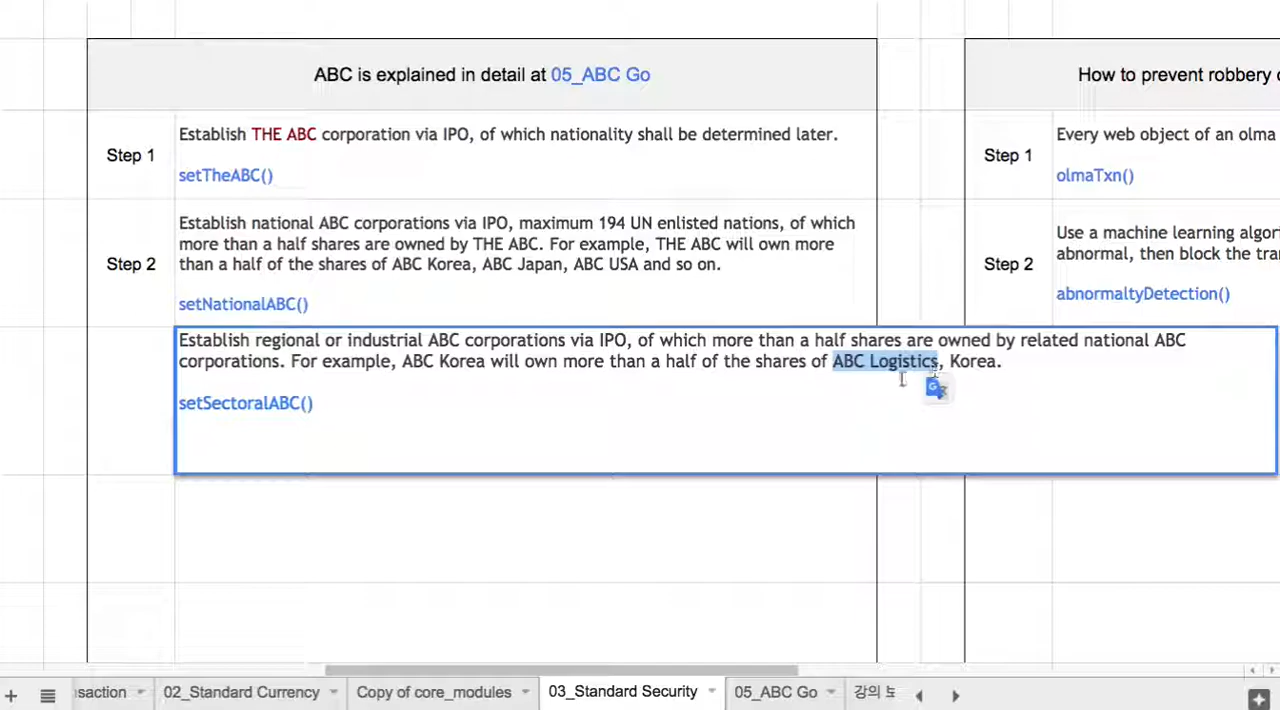 ABC is explained in detail at 05_ABC Go
Step 1
Establish THE ABC corporation via IPO, of which nationality shall be determined later.
setTheABC()
Step 2
Establish national ABC corporations via IPO, maximum 194 UN enlisted nations, of which
more than a half shares are owned by THE ABC. For example, THE ABC will own more
than a half of the shares of ABC Korea, ABC Japan, ABC USA and so on.
setNationalABC()
Establish regional or industrial ABC corporations via IPO, of which more than a half shares are owned by related national ABC
corporations. For example, ABC Korea will own more than a half of the shares of ABC Logistics, Korea.
setSectoralABC()
How to prevent robbery
Step 1
Every web object of an olma
olmaTxn()
Step 2
Use a machine learning
abnormal, then block the
abnormaltyDetection()
saction
02_Standard Currency
Copy of core_modules
03_Standard Security
05_ABC Go
강의